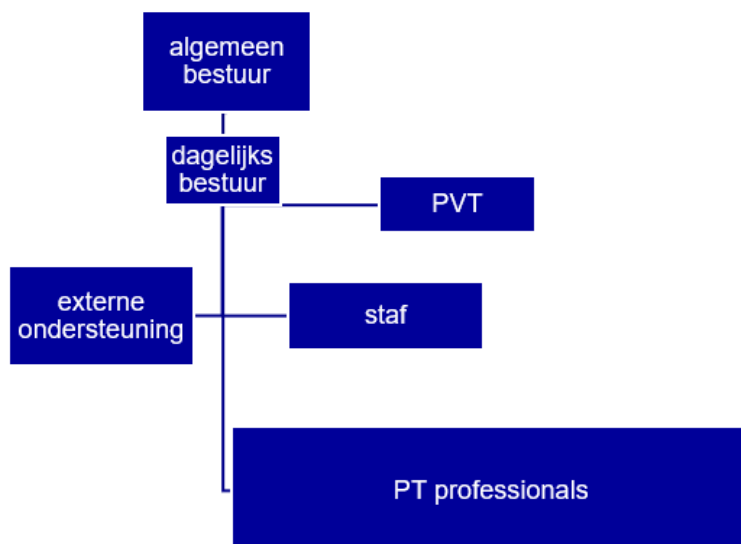 algemeen
bestuur
dagelijks
bestuur
PVT
externe
ondersteuning
staf
PT professionals